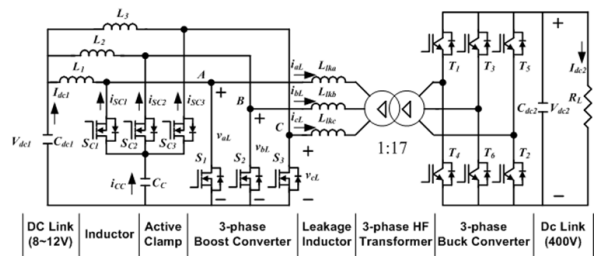 L3
L2
L1
A
B
C
Idc1
iSC1
iSC2
iSC3
SC1
SC2
SC3
Vdc1
Cdc1
iCC
CC
S1
S2
S3
vaL
vbL
vcL
+
+
+
−
−
−
iaL
ibL
icL
Llka
Llkb
Llkc
1:17
T1
T3
T5
T4
T6
T2
Cdc2
Vdc2
+
−
Idc2
RL
DC Link
(8~12V)
Inductor
Active
Clamp
3-phase
Boost Converter
Leakage
Inductor
3-phase HF
Transformer
3-phase
Buck Converter
Dc Link
(400V)